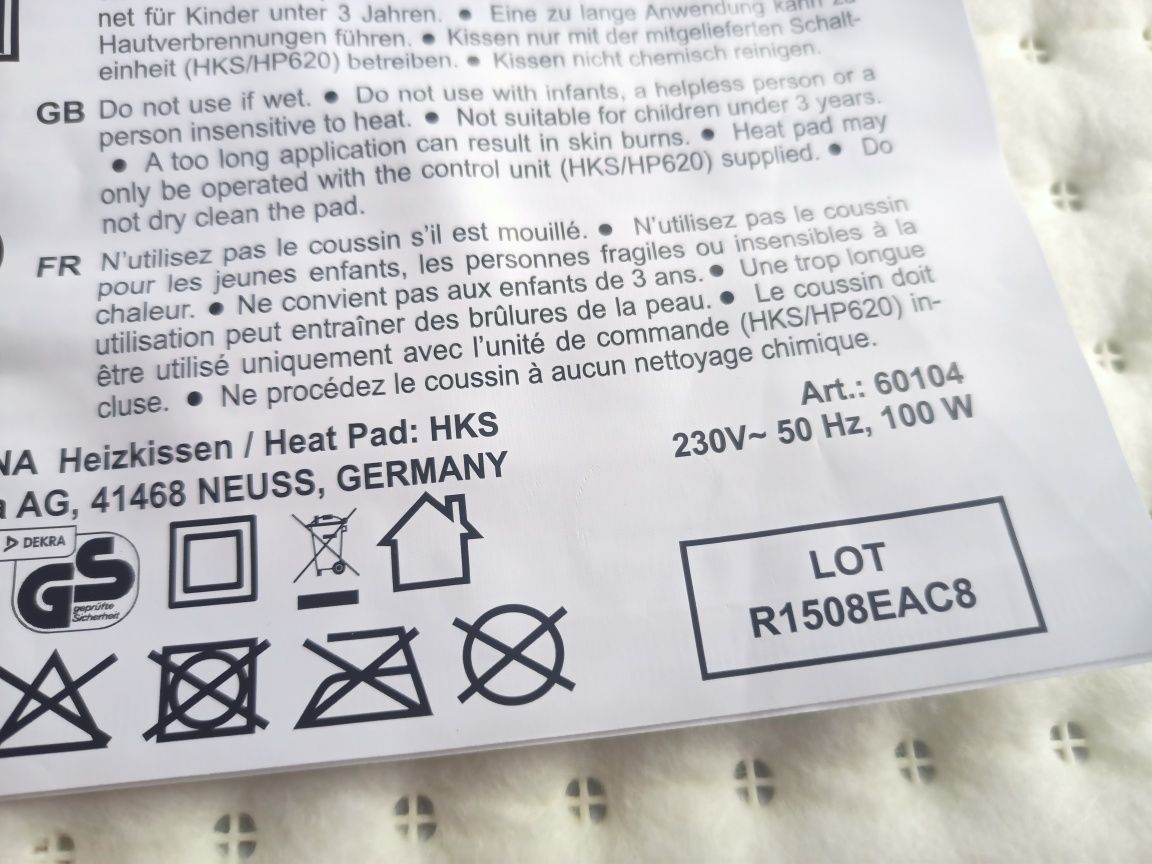 net für Kinder unter 3 Jahren. ● Eine zu lange Anwendung kann zu
Hautverbrennungen führen. ● Kissen nur mit der mitgelieferten Schalt-
einheit (HKS/HP620) betreiben. ● Kissen nicht chemisch reinigen.
GB Do not use if wet. ● Do not use with infants, a helpless person or a
person insensitive to heat. ● Not suitable for children under 3 years.
● A too long application can result in skin burns. ● Heat pad may
only be operated with the control unit (HKS/HP620) supplied. ● Do
not dry clean the pad.
FR N'utilisez pas le coussin s'il est mouillé. ● N'utilisez pas le coussin
pour les jeunes enfants, les personnes fragiles ou insensibles à la
chaleur. ● Ne convient pas aux enfants de 3 ans. ● Une trop longue
utilisation peut entraîner des brûlures de la peau. ● Le coussin doit
être utilisé uniquement avec l'unité de commande (HKS/HP620) in-
cluse. ● Ne procédez le coussin à aucun nettoyage chimique.
Art.: 60104
NA Heizkissen / Heat Pad: HKS
230V~ 50 Hz, 100 W
a AG, 41468 NEUSS, GERMANY
DEKRA
GS
geprüfte
Sicherheit
LOT
R1508EAC8